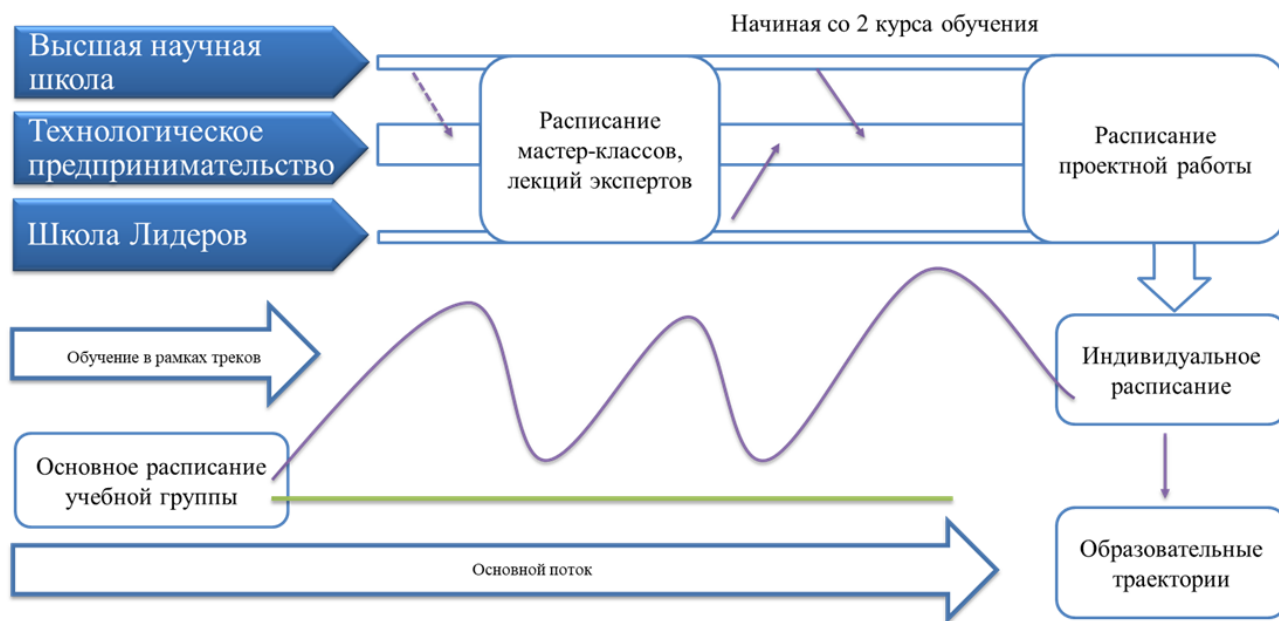 Начиная со 2 курса обучения
Высшая научная
школа
Технологическое
предпринимательство
Школа Лидеров
Расписание
мастер-классов,
лекций экспертов
Расписание
проектной работы
Обучение в рамках треков
Индивидуальное
расписание
Основное расписание
учебной группы
Основной поток
Образовательные
траектории